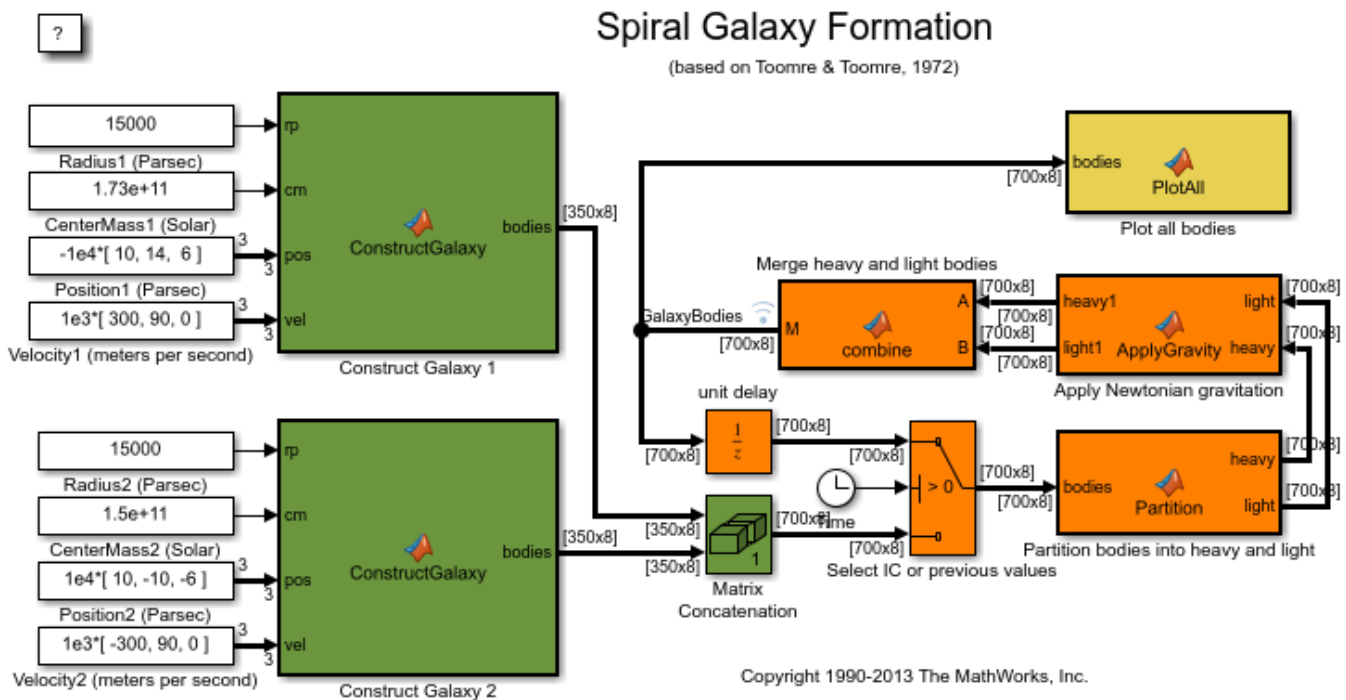 Spiral Galaxy Formation
(based on Toomre & Toomre, 1972)
?
15000
Radius1 (Parsec)
1.73e+11
CenterMass1 (Solar)
-1e4*[ 10, 14, 6 ]
3
3
Position1 (Parsec)
1e3*[ 300, 90, 0 ]
3
3
Velocity1 (meters per second)
rp
cm
pos
vel
ConstructGalaxy
bodies
[350x8]
Construct Galaxy 1
15000
Radius2 (Parsec)
1.5e+11
CenterMass2 (Solar)
1e4*[ 10, -10, -6 ]
3
3
Position2 (Parsec)
1e3*[ -300, 90, 0 ]
3
3
Velocity2 (meters per second)
rp
cm
pos
vel
ConstructGalaxy
bodies
[350x8]
Construct Galaxy 2
[700x8]
bodies
PlotAll
Plot all bodies
Merge heavy and light bodies
GalaxyBodies
[700x8]
M
combine
A
B
[700x8]
[700x8]
[700x8]
[700x8]
heavy1
light1
ApplyGravity
light
heavy
[700x8]
[700x8]
Apply Newtonian gravitation
unit delay
[700x8]
1
z
[700x8]
[700x8]
Time
> 0
[350x8]
[350x8]
1
[700x8]
[700x8]
Matrix
Concatenation
Select IC or previous values
[700x8]
[700x8]
bodies
Partition
heavy
light
[700x8]
[700x8]
Partition bodies into heavy and light
Copyright 1990-2013 The MathWorks, Inc.